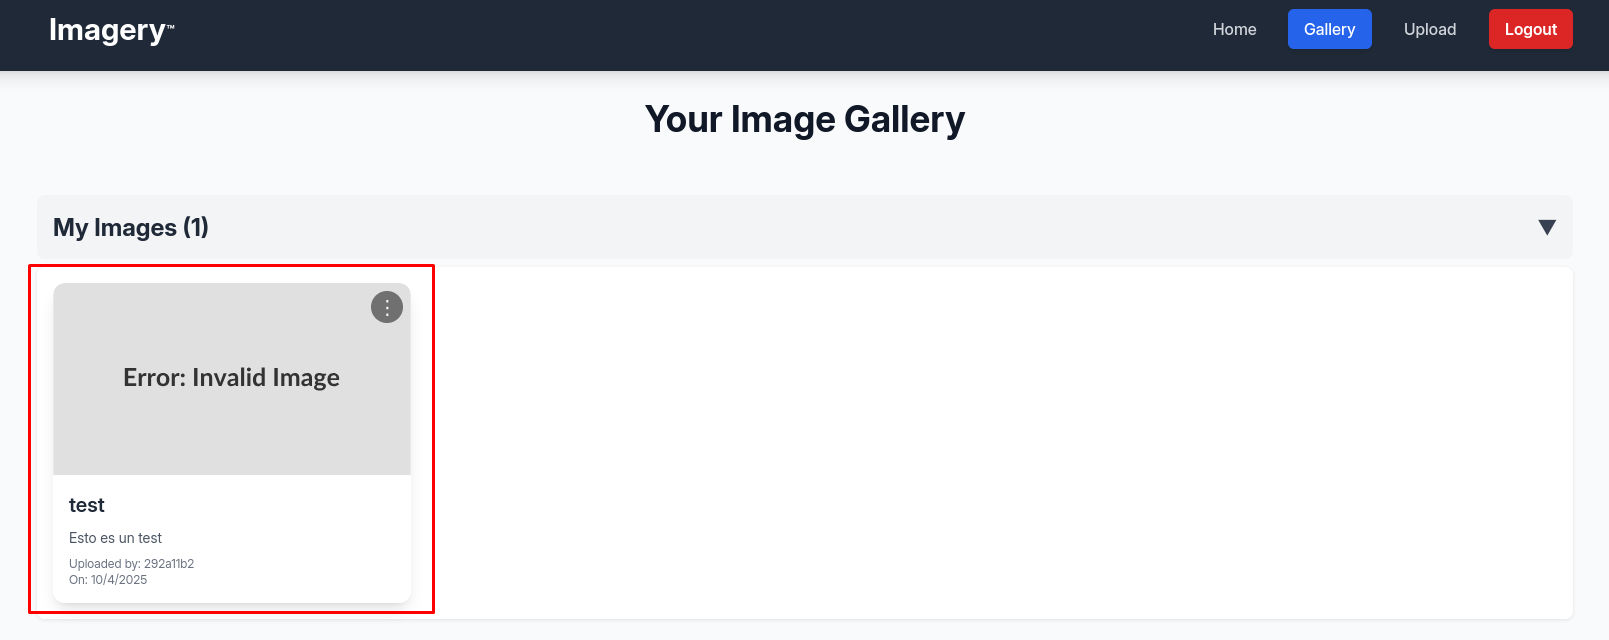 Imagery™
Home
Gallery
Upload
Logout
Your Image Gallery
My Images (1)
▼
⋮
Error: Invalid Image
test
Esto es un test
Uploaded by: 292a11b2
On: 10/4/2025